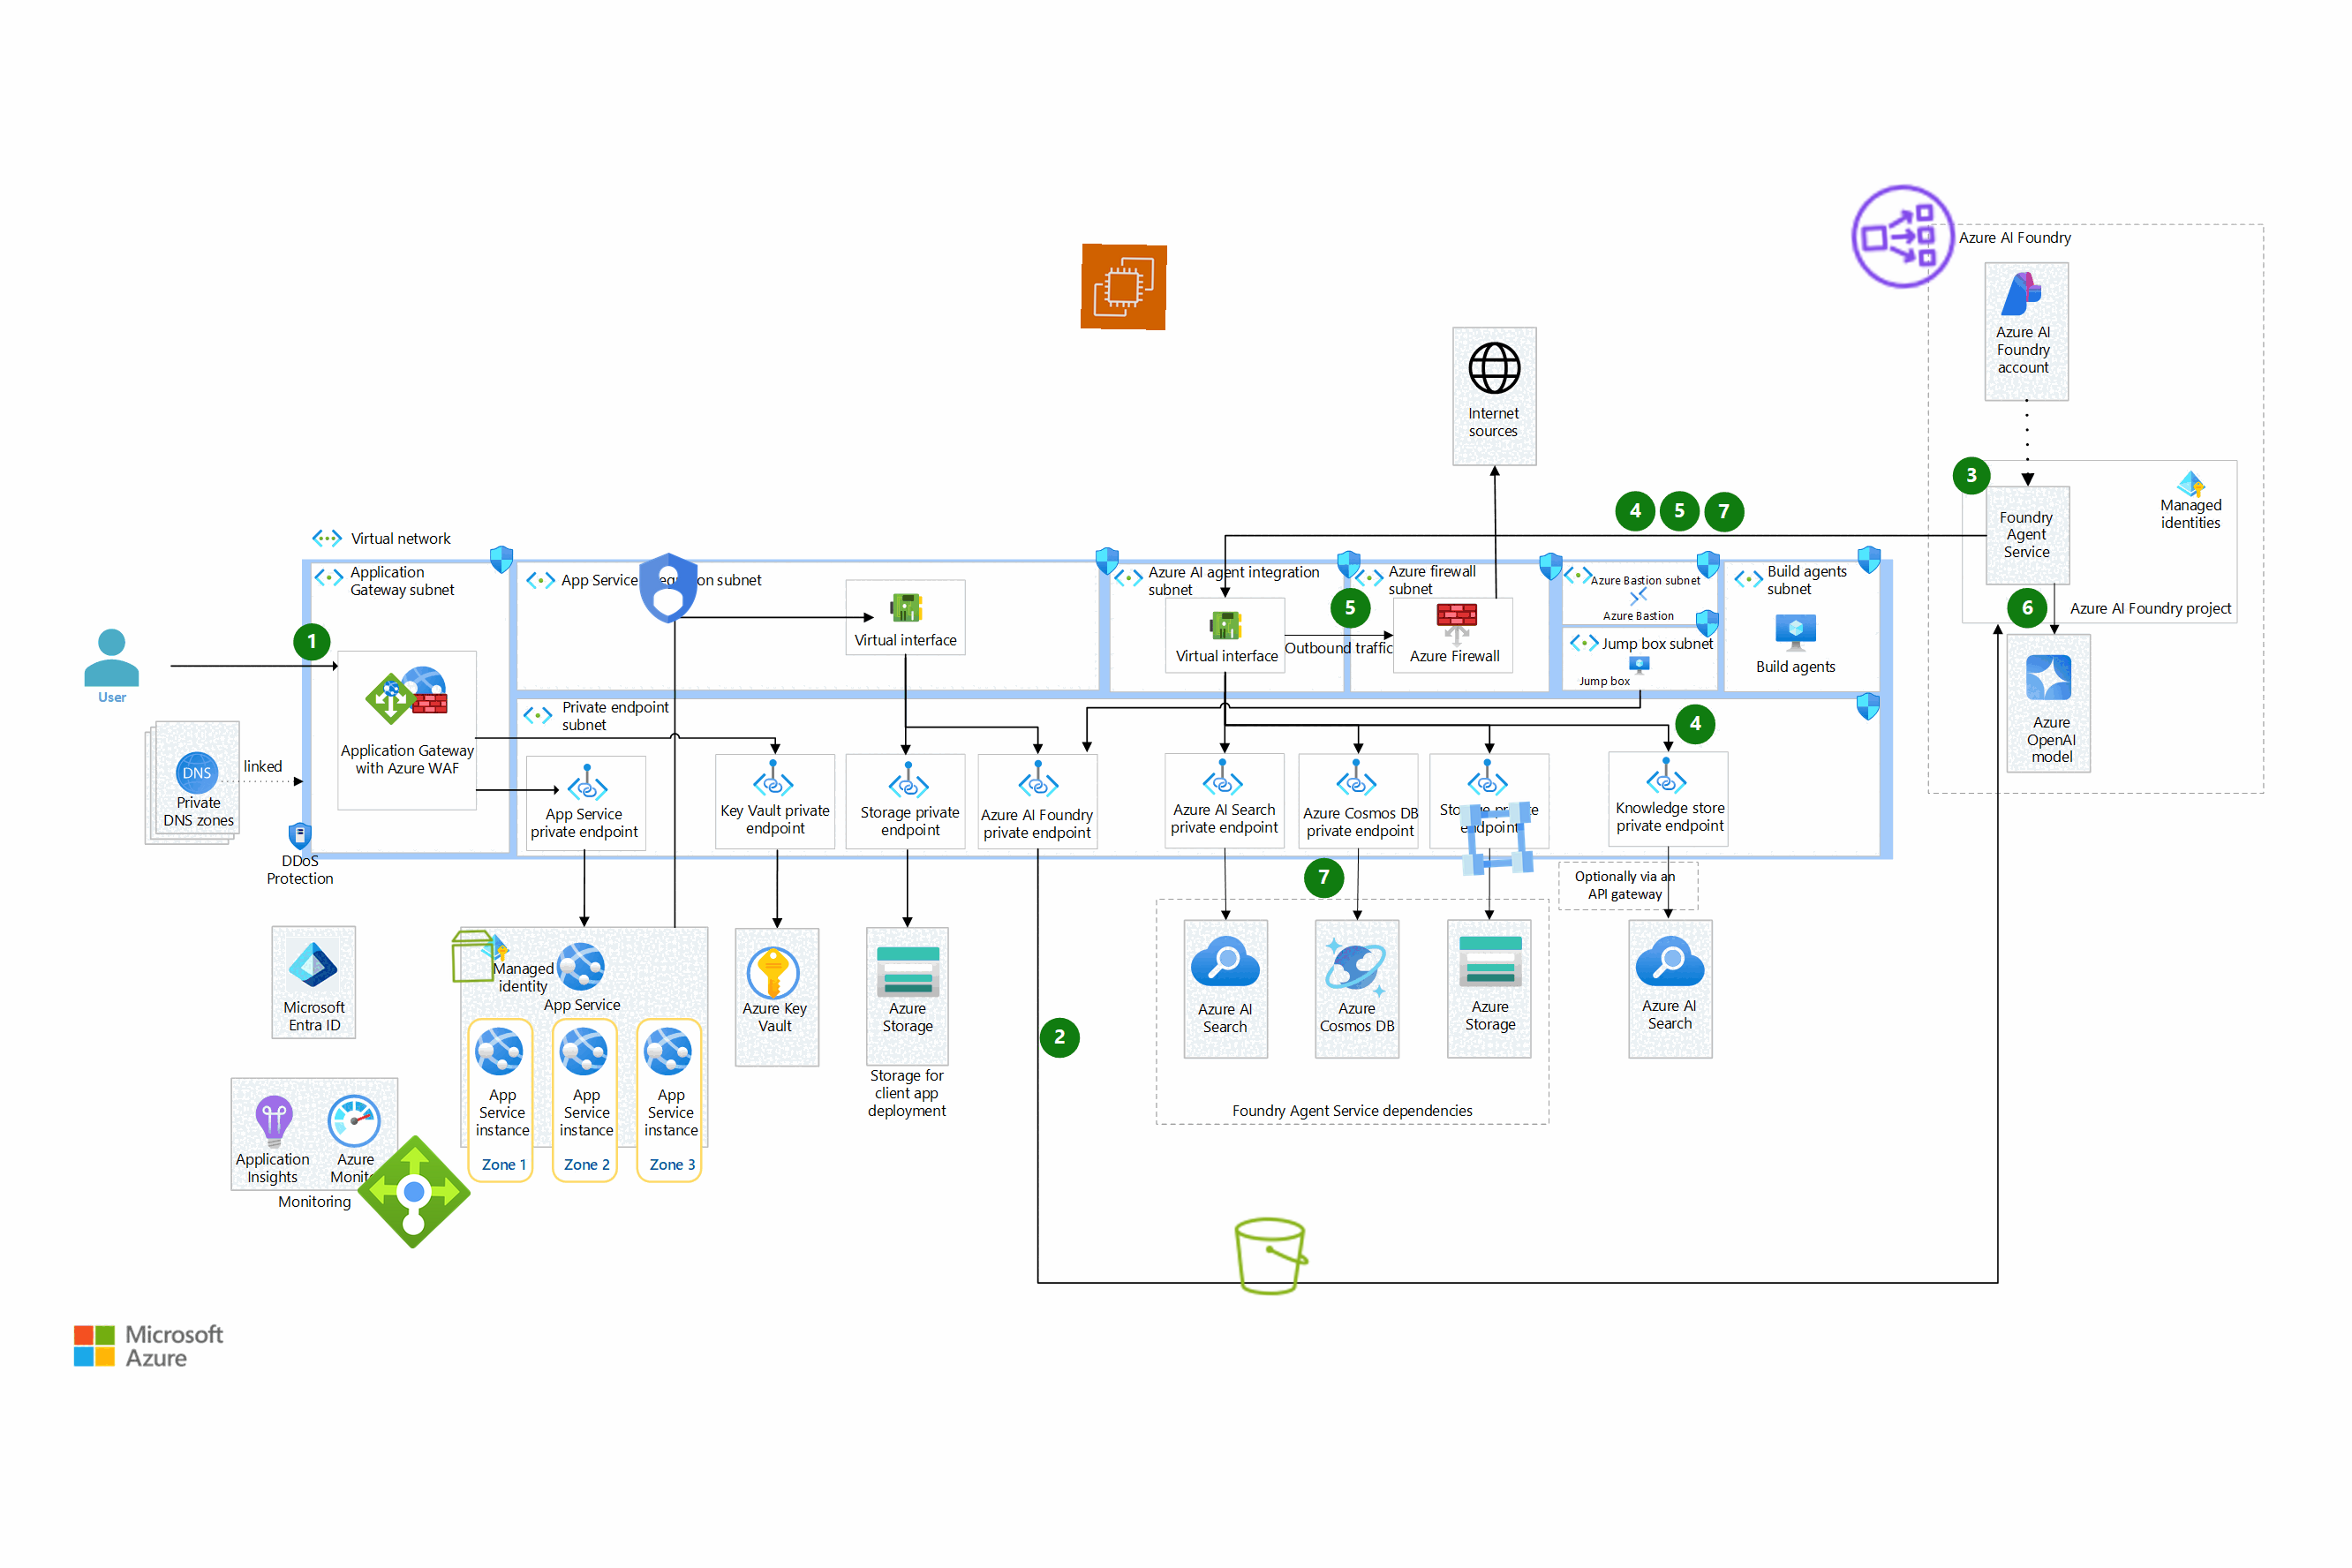 Azure AI Foundry
Azure AI
Foundry
account
Internet
sources
3
Managed
identities
Foundry
Agent
Service
4
5
7
Virtual network
Application
Gateway subnet
App Service
subnet
Azure AI agent integration
subnet
Azure firewall
subnet
Azure Bastion subnet
Azure Bastion
Build agents
subnet
1
5
6
Azure AI Foundry project
Virtual interface
Virtual interface
Outbound traffic
Azure Firewall
Jump box subnet
Jump box
Build agents
User
Private endpoint
subnet
4
Azure
OpenAI
model
Application Gateway
with Azure WAF
DNS
linked
Private
DNS zones
App Service
private endpoint
Key Vault private
endpoint
Storage private
endpoint
Azure AI Foundry
private endpoint
Azure AI Search
private endpoint
Azure Cosmos DB
private endpoint
endpoint
Knowledge store
private endpoint
DDoS
Protection
7
Optionally via an
API gateway
Managed
identity
App Service
Microsoft
Entra ID
Azure Key
Vault
Azure
Storage
2
Azure AI
Search
Azure
Cosmos DB
Azure
Storage
Azure AI
Search
App
Service
instance
App
Service
instance
App
Service
instance
Storage for
client app
deployment
Foundry Agent Service dependencies
Application
Insights
Azure
Zone 1
Zone 2
Zone 3
Monitoring
Microsoft
Azure